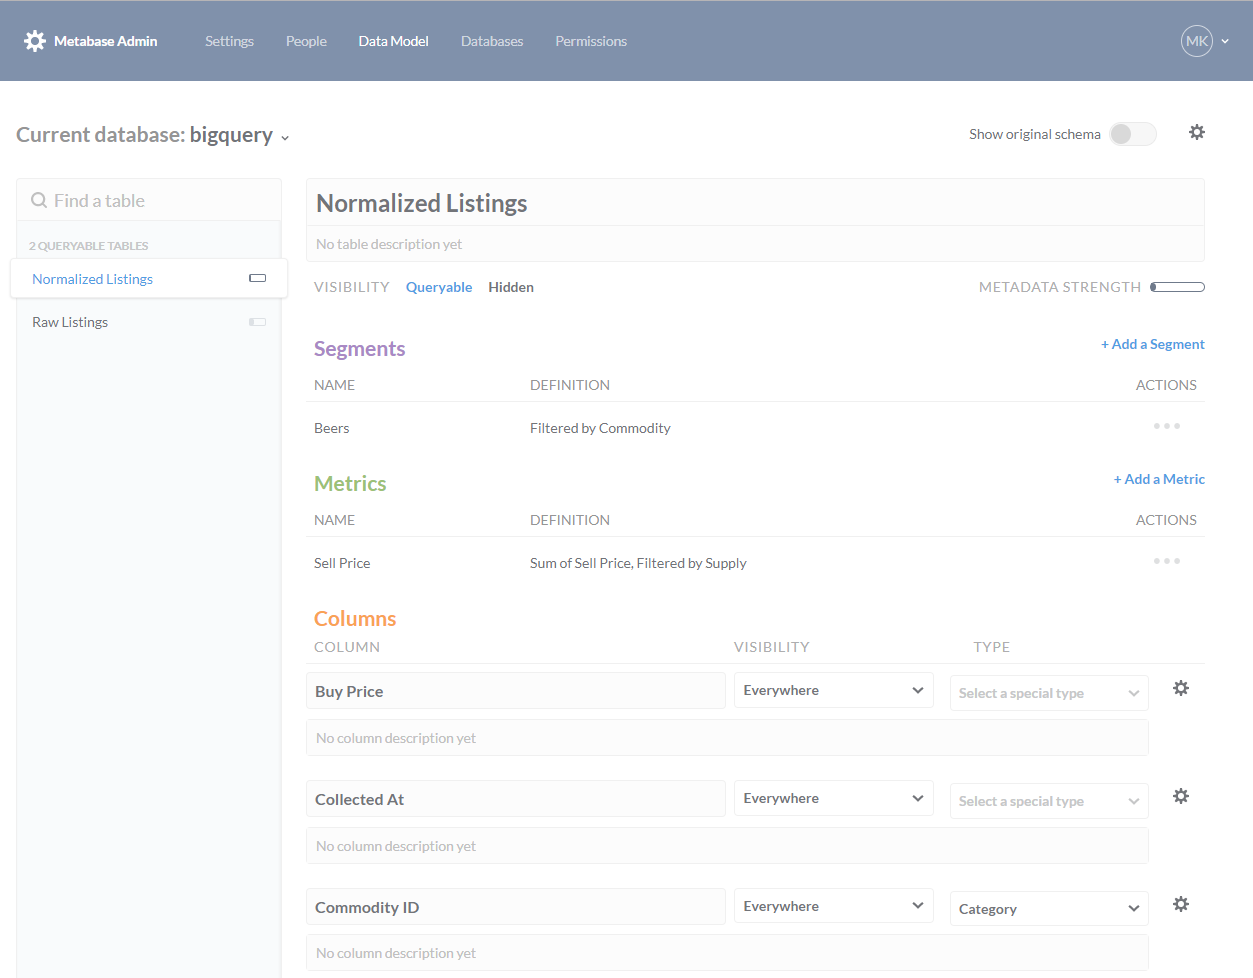 Metabase Admin Settings People Data Model Databases Permissions MK
Current database: bigquery Show original schema
Find a table
2 QUERYABLE TABLES
Normalized Listings
Raw Listings
Normalized Listings
No table description yet
VISIBILITY Queryable Hidden METADATA STRENGTH
Segments + Add a Segment
NAME DEFINITION ACTIONS
Beers Filtered by Commodity
Metrics + Add a Metric
NAME DEFINITION ACTIONS
Sell Price Sum of Sell Price, Filtered by Supply
Columns
COLUMN VISIBILITY TYPE
Buy Price Everywhere Select a special type
No column description yet
Collected At Everywhere Select a special type
No column description yet
Commodity ID Everywhere Category
No column description yet